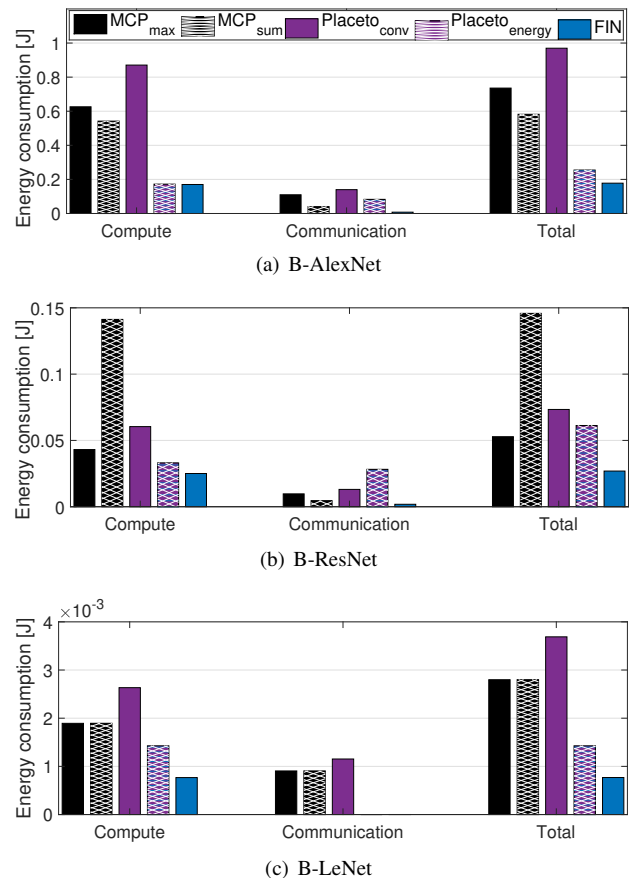 MCP max MCP sum Placeto conv Placeto energy FIN
Energy consumption [J]
1
0.8
0.6
0.4
0.2
0
Compute Communication Total
(a) B-AlexNet
Energy consumption [J]
0.15
0.1
0.05
0
Compute Communication Total
(b) B-ResNet
×10-3
Energy consumption [J]
4
3
2
1
0
Compute Communication Total
(c) B-LeNet